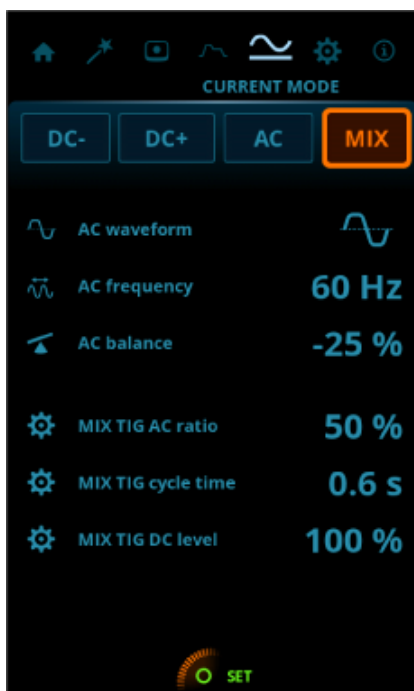 CURRENT MODE
DC- DC+ AC MIX
AC waveform
AC frequency 60 Hz
AC balance -25 %
MIX TIG AC ratio 50 %
MIX TIG cycle time 0.6 s
MIX TIG DC level 100 %
SET